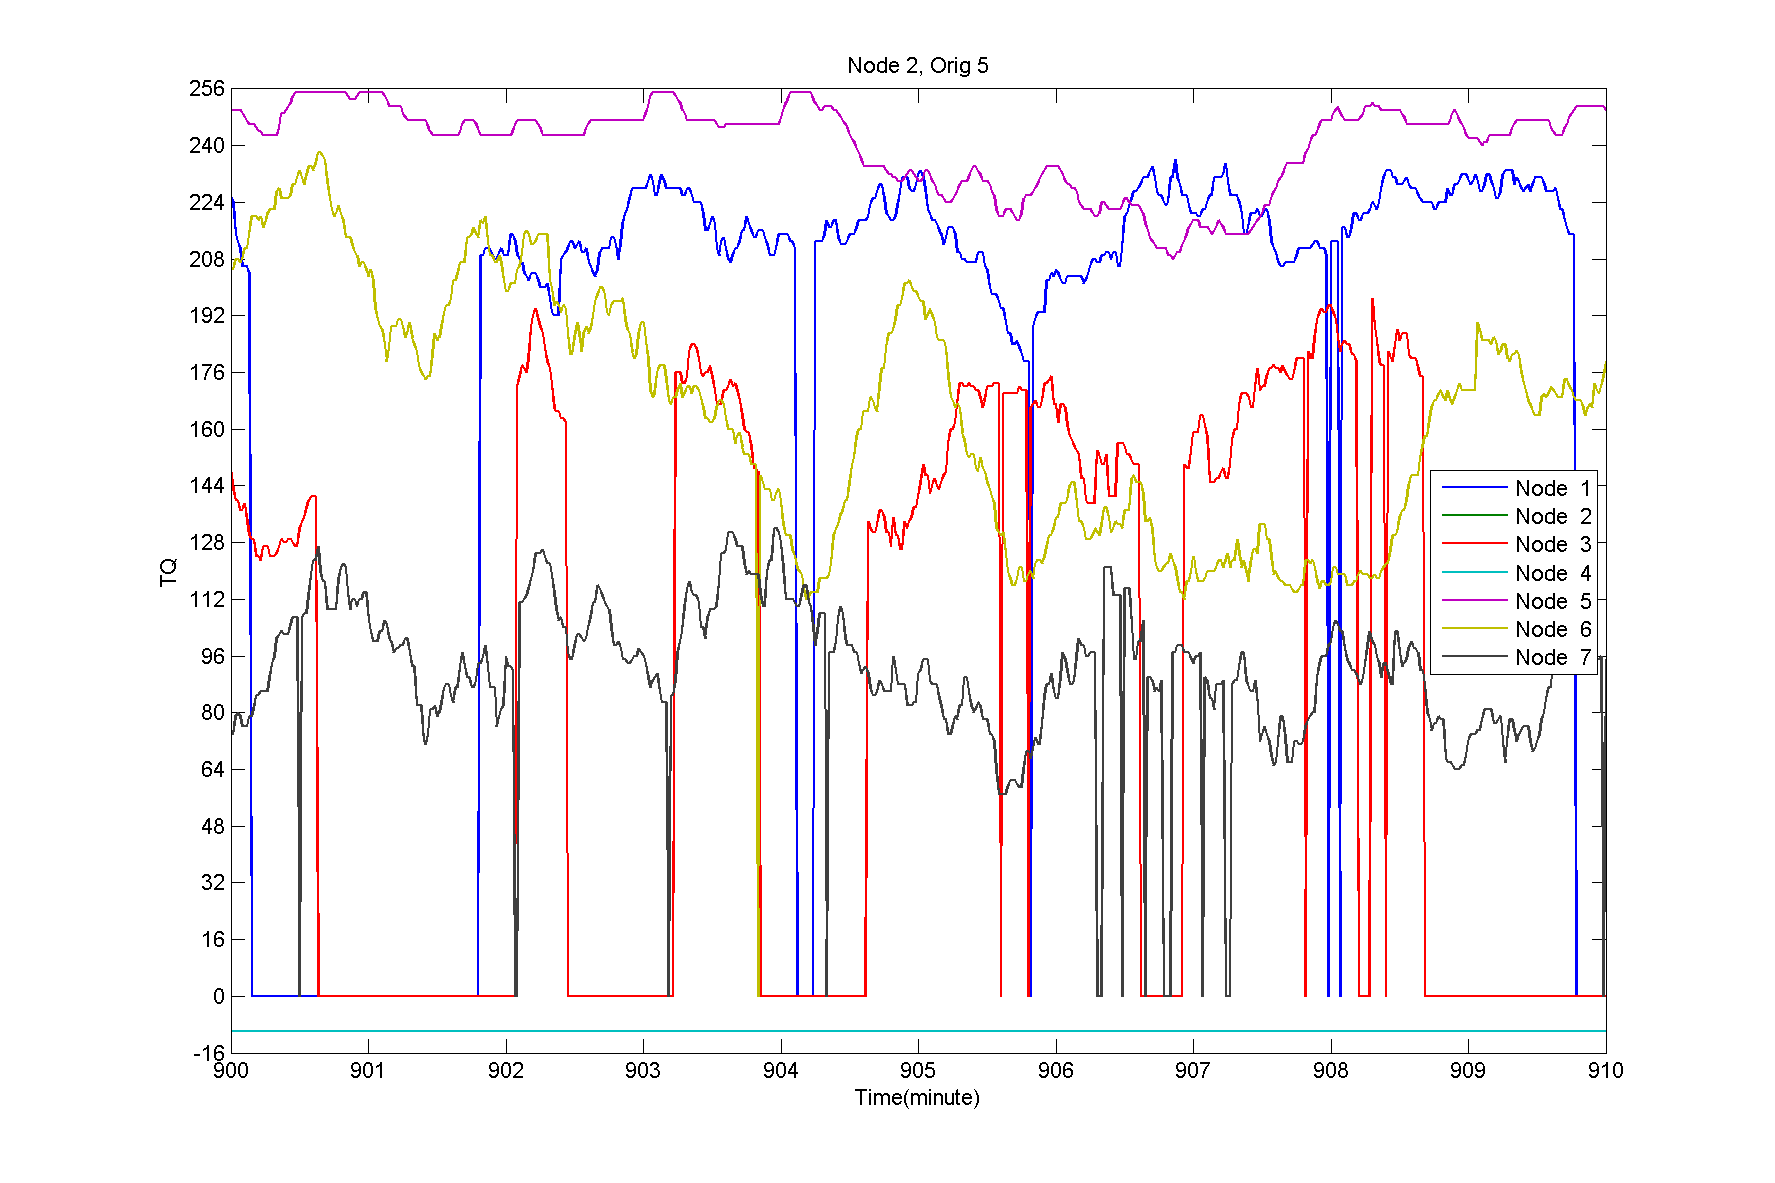 Node 2, Orig 5
256
240
224
208
192
176
160
144
128
112
96
80
64
48
32
16
0
-16
TQ
900 901 902 903 904 905 906 907 908 909 910
Time(minute)
Node 1
Node 2
Node 3
Node 4
Node 5
Node 6
Node 7